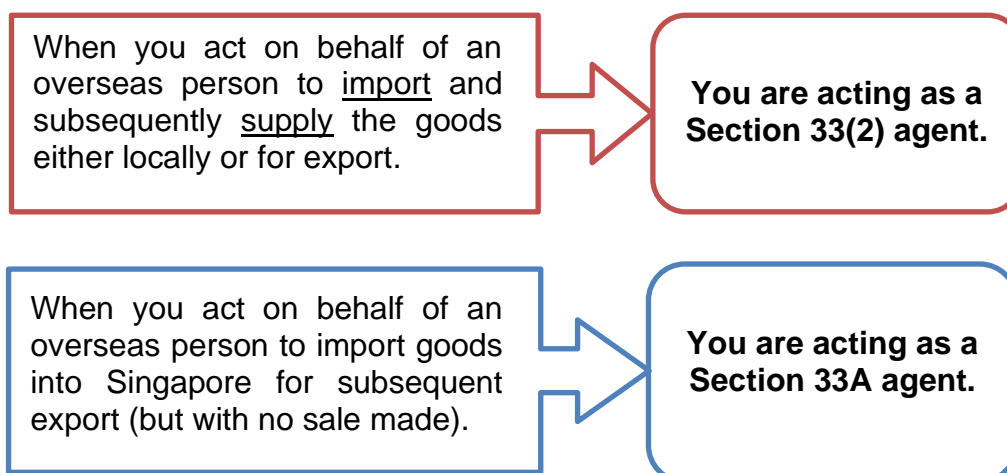 When you act on behalf of an
overseas person to import and
subsequently supply the goods
either locally or for export.
You are acting as a
Section 33(2) agent.
When you act on behalf of an
overseas person to import goods
into Singapore for subsequent
export (but with no sale made).
You are acting as a
Section 33A agent.